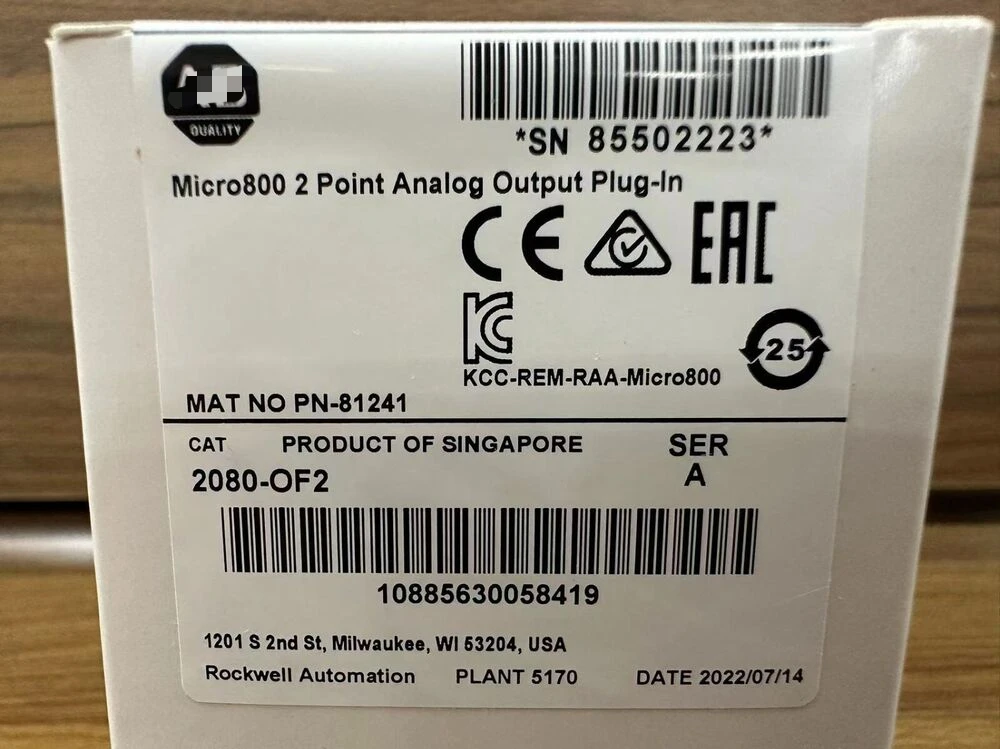 QUALITY
*SN 85502223*
Micro800 2 Point Analog Output Plug-In
CE EAC
KC
25
KCC-REM-RAA-Micro800
MAT NO PN-81241
CAT PRODUCT OF SINGAPORE SER
2080-OF2 A
10885630058419
1201 S 2nd St, Milwaukee, WI 53204, USA
Rockwell Automation PLANT 5170 DATE 2022/07/14